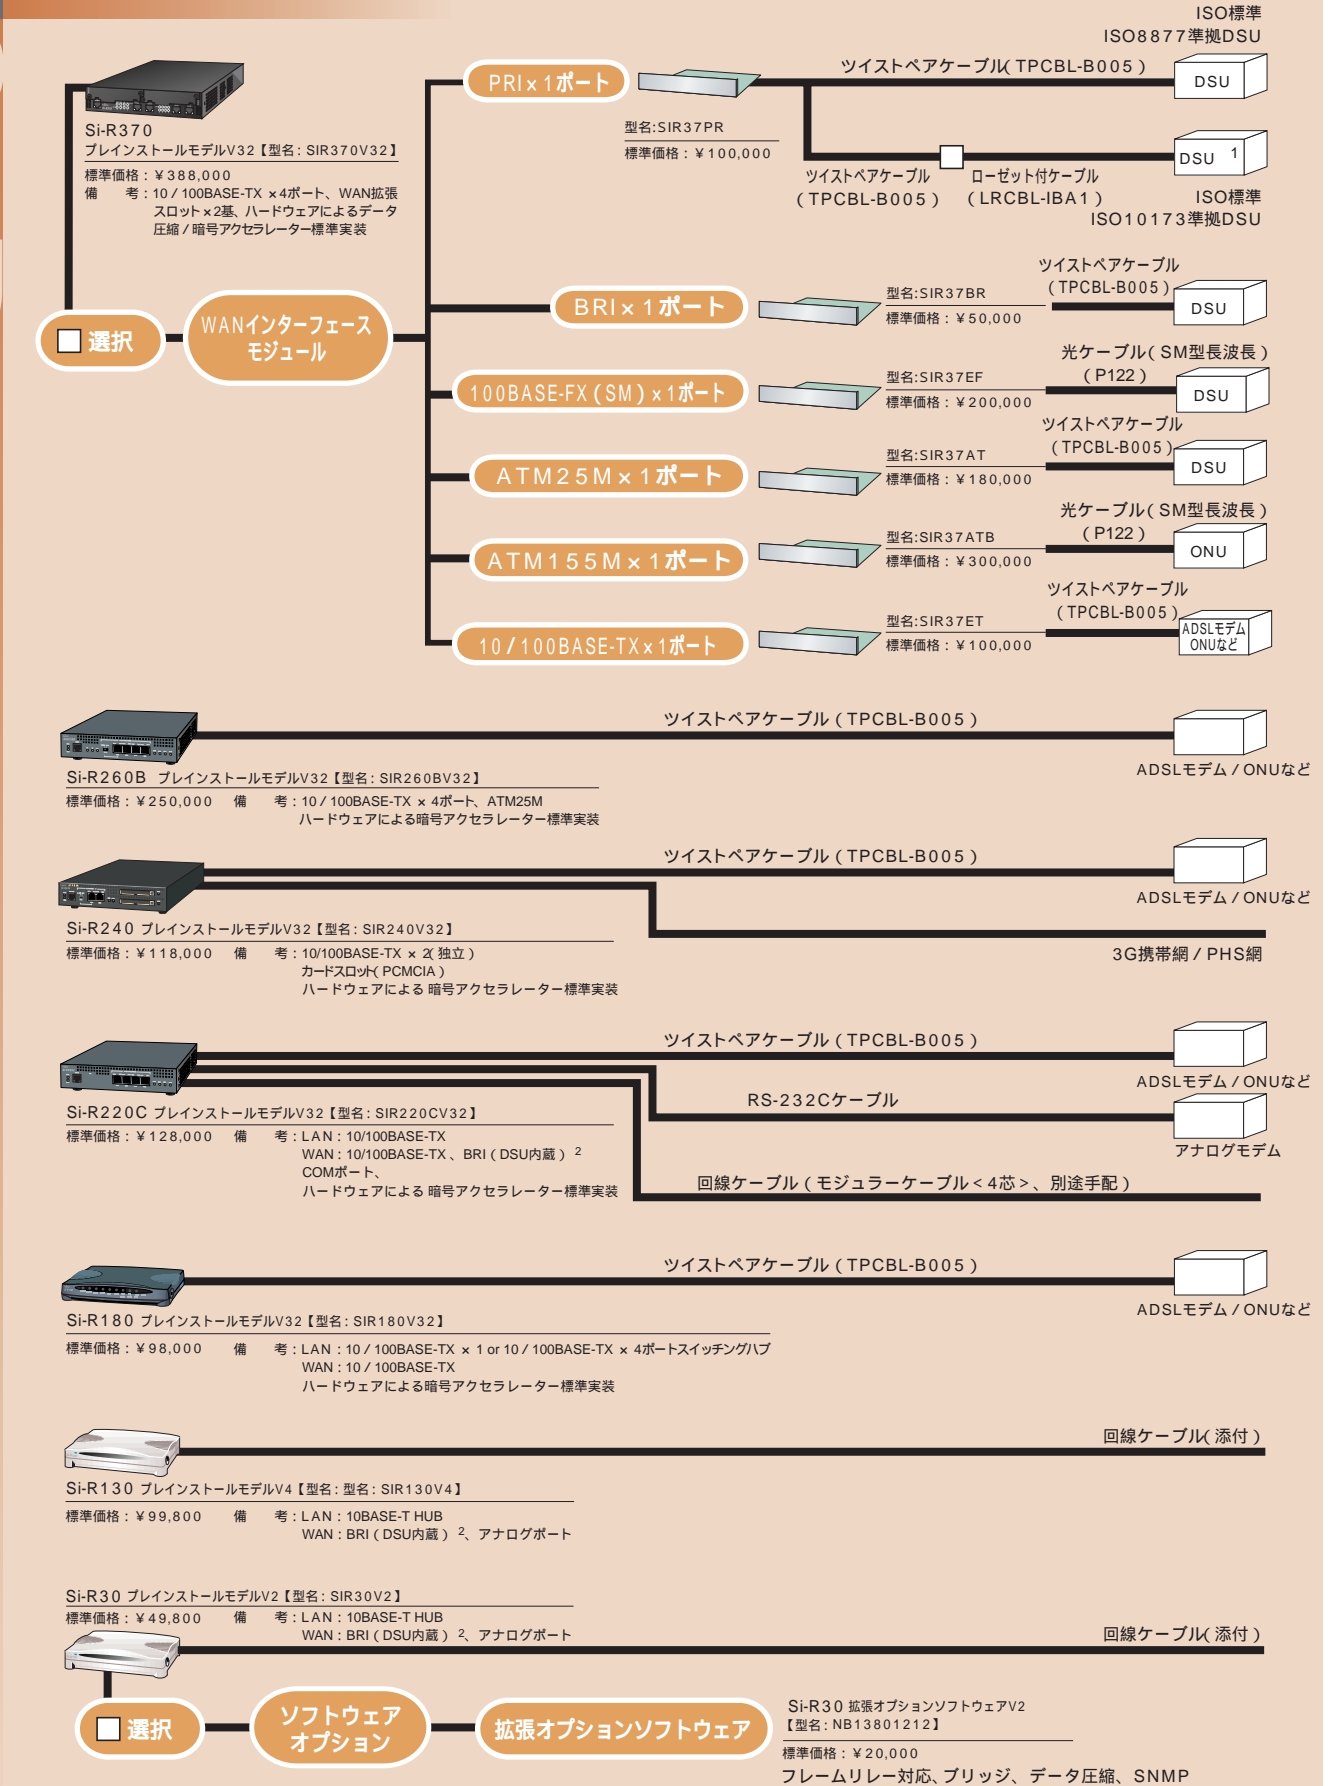 ISO標準
ISO8877準拠DSU
ツイストペアケーブル(TPCBL-B005)
DSU
PRI×1ポート
型名:SIR37PR
標準価格:¥100,000
ツイストペアケーブル
(TPCBL-B005)
ローゼット付ケーブル
(LRCBL-IBA1)
DSU 1
ISO標準
ISO10173準拠DSU
Si-R370
プレインストールモデルV32【型名:SIR370V32】
標準価格:¥388,000
備 考:10/100BASE-TX×4ポート、WAN拡張
スロット×2基、ハードウェアによるデータ
圧縮/暗号アクセラレーター標準実装
□選択
WANインターフェース
モジュール
BRI×1ポート
型名:SIR37BR
標準価格:¥50,000
ツイストペアケーブル
(TPCBL-B005)
DSU
100BASE-FX(SM)×1ポート
型名:SIR37EF
標準価格:¥200,000
光ケーブル(SM型長波長)
(P122)
DSU
ATM25M×1ポート
型名:SIR37AT
標準価格:¥180,000
ツイストペアケーブル
(TPCBL-B005)
DSU
ATM155M×1ポート
型名:SIR37ATB
標準価格:¥300,000
光ケーブル(SM型長波長)
(P122)
ONU
10/100BASE-TX×1ポート
型名:SIR37ET
標準価格:¥100,000
ツイストペアケーブル
(TPCBL-B005)
ADSLモデム
ONUなど
ツイストペアケーブル(TPCBL-B005)
ADSLモデム/ONUなど
Si-R260B プレインストールモデルV32【型名:SIR260BV32】
標準価格:¥250,000 備 考:10/100BASE-TX × 4ポート、ATM25M
ハードウェアによる暗号アクセラレーター標準実装
ツイストペアケーブル(TPCBL-B005)
ADSLモデム/ONUなど
Si-R240 プレインストールモデルV32【型名:SIR240V32】
標準価格:¥118,000 備 考:10/100BASE-TX × 2(独立)
カードスロット(PCMCIA)
ハードウェアによる 暗号アクセラレーター標準実装
3G携帯網/PHS網
ツイストペアケーブル(TPCBL-B005)
ADSLモデム/ONUなど
RS-232Cケーブル
アナログモデム
回線ケーブル(モジュラーケーブル<4芯>、別途手配)
Si-R220C プレインストールモデルV32【型名:SIR220CV32】
標準価格:¥128,000 備 考:LAN:10/100BASE-TX
WAN:10/100BASE-TX、BRI(DSU内蔵) 2
COMポート、
ハードウェアによる 暗号アクセラレーター標準実装
ツイストペアケーブル(TPCBL-B005)
ADSLモデム/ONUなど
Si-R180 プレインストールモデルV32【型名:SIR180V32】
標準価格:¥98,000 備 考:LAN:10/100BASE-TX × 1 or 10/100BASE-TX × 4ポートスイッチングハブ
WAN:10/100BASE-TX
ハードウェアによる暗号アクセラレーター標準実装
回線ケーブル(添付)
Si-R130 プレインストールモデルV4【型名:型名:SIR130V4】
標準価格:¥99,800 備 考:LAN:10BASE-T HUB
WAN:BRI(DSU内蔵) 2、アナログポート
Si-R30 プレインストールモデルV2【型名:SIR30V2】
標準価格:¥49,800 備 考:LAN:10BASE-T HUB
WAN:BRI(DSU内蔵) 2、アナログポート
回線ケーブル(添付)
□選択
ソフトウェア
オプション
拡張オプションソフトウェア
Si-R30 拡張オプションソフトウェアV2
【型名:NB13801212】
標準価格:¥20,000
フレームリレー対応、ブリッジ、データ圧縮、SNMP